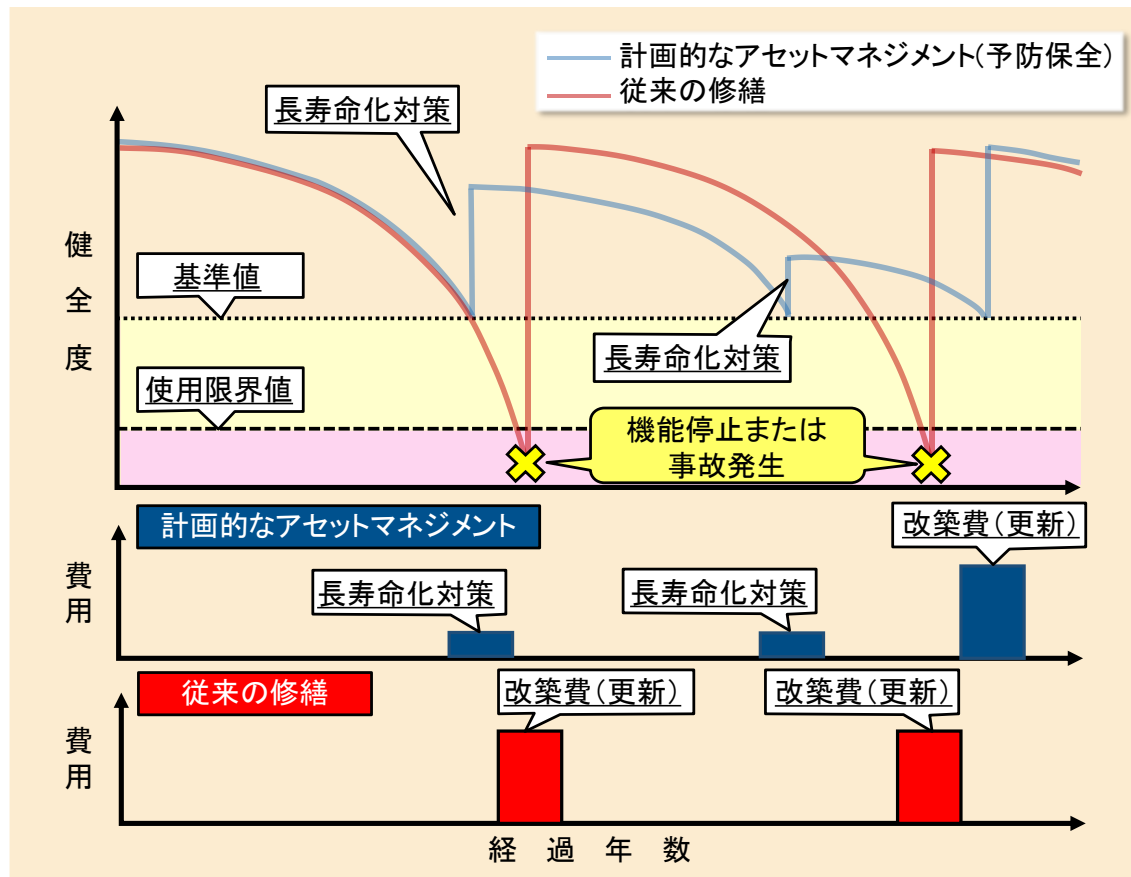 計画的なアセットマネジメント(予防保全)
従来の修繕
長寿命化対策
健全度
基準値
使用限界値
長寿命化対策
機能停止または
事故発生
計画的なアセットマネジメント
費用
長寿命化対策
長寿命化対策
改築費(更新)
従来の修繕
費用
改築費(更新)
改築費(更新)
経過年数